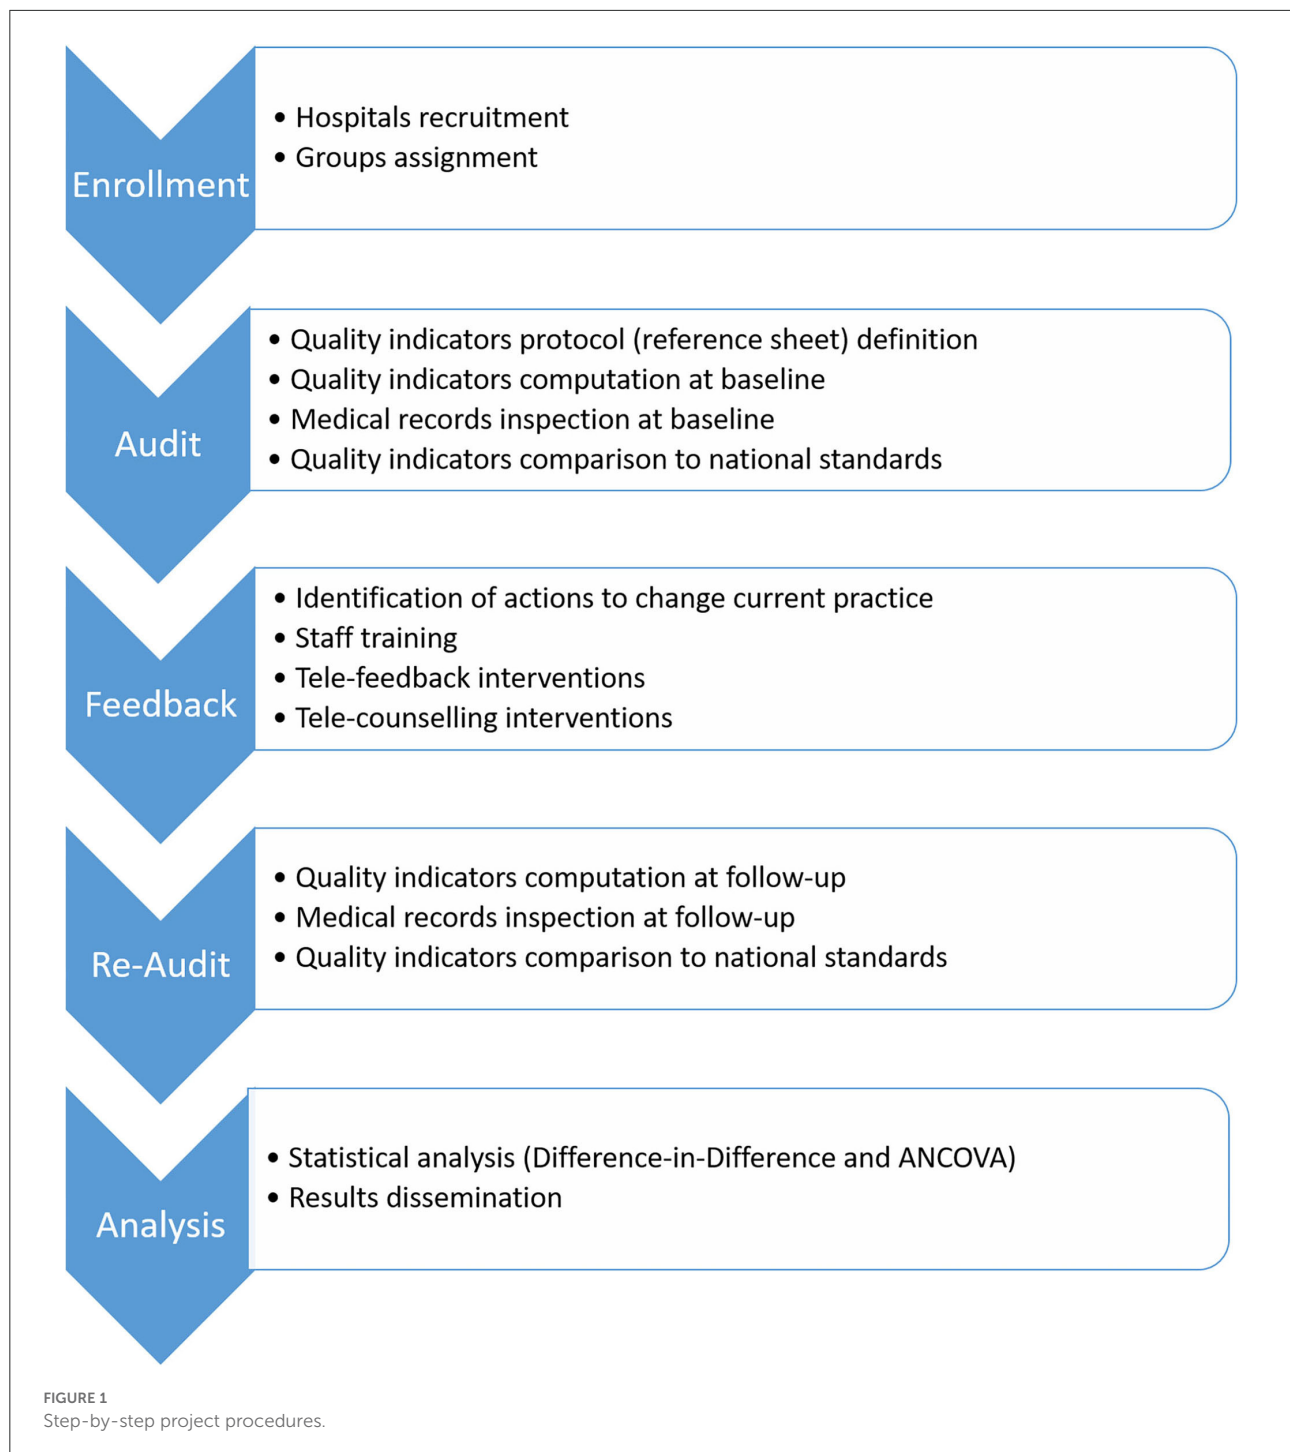 Enrollment
• Hospitals recruitment
• Groups assignment
Audit
• Quality indicators protocol (reference sheet) definition
• Quality indicators computation at baseline
• Medical records inspection at baseline
• Quality indicators comparison to national standards
Feedback
• Identification of actions to change current practice
• Staff training
• Tele-feedback interventions
• Tele-counselling interventions
Re-Audit
• Quality indicators computation at follow-up
• Medical records inspection at follow-up
• Quality indicators comparison to national standards
Analysis
• Statistical analysis (Difference-in-Difference and ANCOVA)
• Results dissemination
FIGURE 1
Step-by-step project procedures.